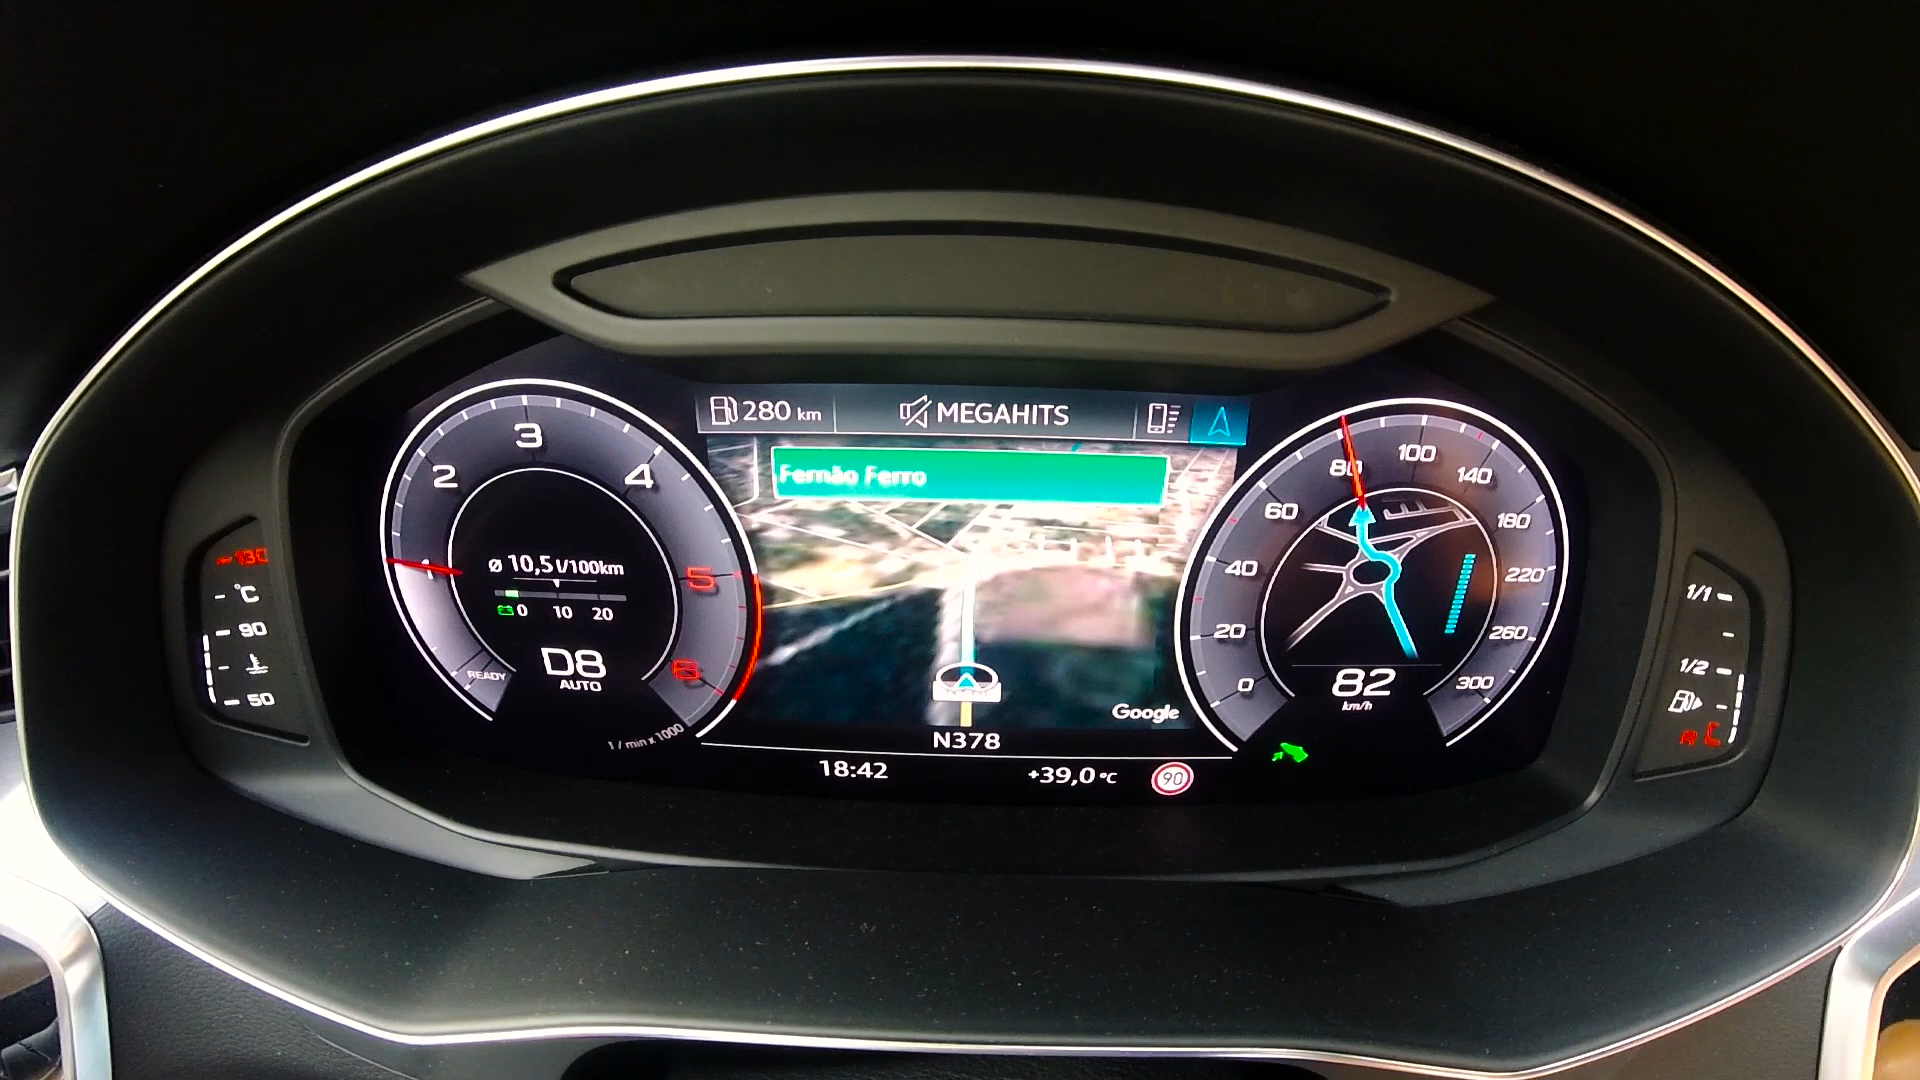 280 km
MEGAHITS
Fernão Ferro
Google
N378
18:42
+39,0 °C
90
1
2
3
4
5
6
READY
1 / min x 1000
ø 10,5 l/100km
0 10 20
D8
AUTO
0
20
40
60
80
100
140
180
220
260
300
82
km/h
130
°C
90
50
1/1
1/2